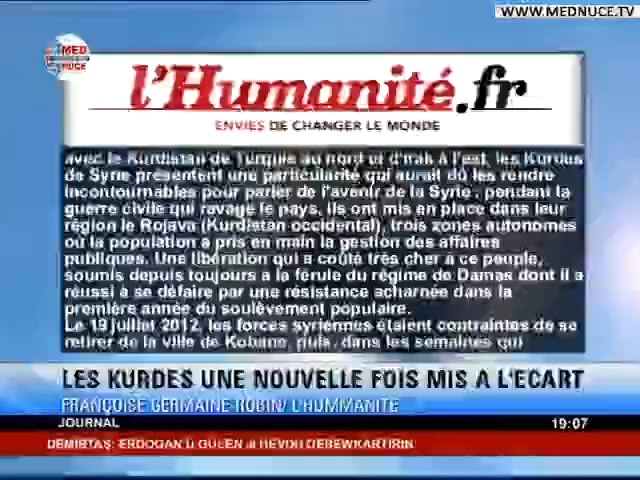 WWW.MEDNUCE.TV
MED
NUCE
l'Humanité.fr
ENVIES DE CHANGER LE MONDE
avec le Kurdistan de Turquie au nord et d'Irak à l'est, les Kurdes
de Syrie présentent une particularité qui aurait dû les rendre
incontournables pour parler de l'avenir de la Syrie: pendant la
guerre civile qui ravage le pays, ils ont mis en place dans leur
région le Rojava (Kurdistan occidental), trois zones autonomes
où la population a pris en main la gestion des affaires
publiques. Une libération qui a coûté très cher à ce peuple,
soumis depuis toujours à la férule du régime de Damas dont il a
réussi à se défaire par une résistance acharnée dans la
première année du soulèvement populaire.
Le 19 juillet 2012, les forces syriennes étaient contraintes de se
retirer de la ville de Kobané, puis, dans les semaines qui
LES KURDES UNE NOUVELLE FOIS MIS A L'ECART
FRANÇOISE GERMAINE ROBIN/ L'HUMMANITE
JOURNAL
19:07
DEMIRTAŞ: ERDOGAN Û GULEN JI HEVDU DEREWKARTIRIN